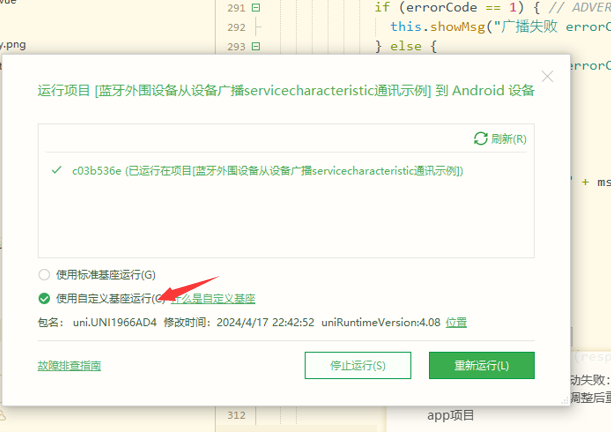 vue
y.png
291 if (errorCode == 1) { // ADVER
292 this.showMsg("广播失败 errorCo
293 } else {
errorC
运行项目 [蓝牙外围设备从设备广播servicecharacteristic通讯示例] 到 Android 设备
刷新(R)
c03b536e (已运行在项目[蓝牙外围设备从设备广播servicecharacteristic通讯示例])
" + ms
使用标准基座运行(G)
使用自定义基座运行(C) 什么是自定义基座
包名: uni.UNI1966AD4 修改时间: 2024/4/17 22:42:52 uniRuntimeVersion:4.08 位置
(resp
故障排查指南 停止运行(S) 重新运行(L)
动失败:
调整后重
312 app项目